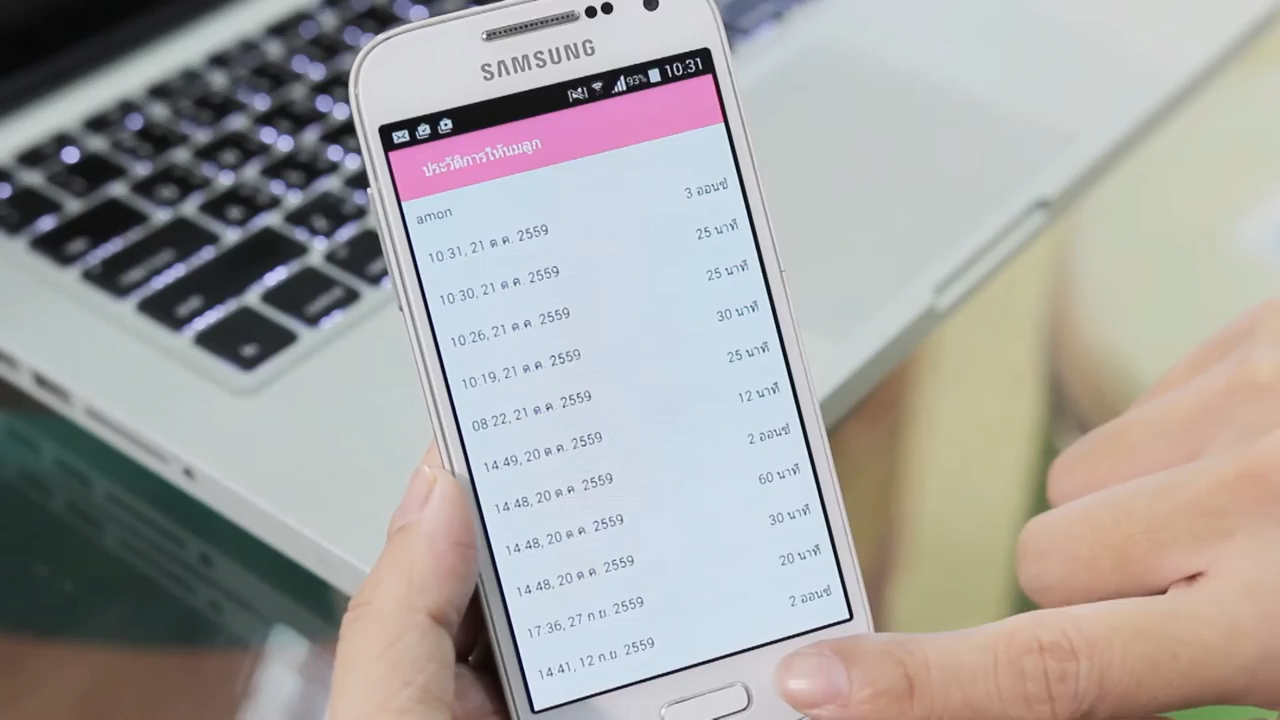 SAMSUNG
93% 10:31
ประวัติการให้นมลูก
amon
10:31, 21 ต.ค. 2559 3 ออนซ์
10:30, 21 ต.ค. 2559 25 นาที
10:26, 21 ต.ค. 2559 25 นาที
10:19, 21 ต.ค. 2559 30 นาที
08:22, 21 ต.ค. 2559 25 นาที
14:49, 20 ต.ค. 2559 12 นาที
14:48, 20 ต.ค. 2559 2 ออนซ์
14:48, 20 ต.ค. 2559 60 นาที
14:48, 20 ต.ค. 2559 30 นาที
17:36, 27 ก.ย. 2559 20 นาที
14:41, 12 ก.ย. 2559 2 ออนซ์